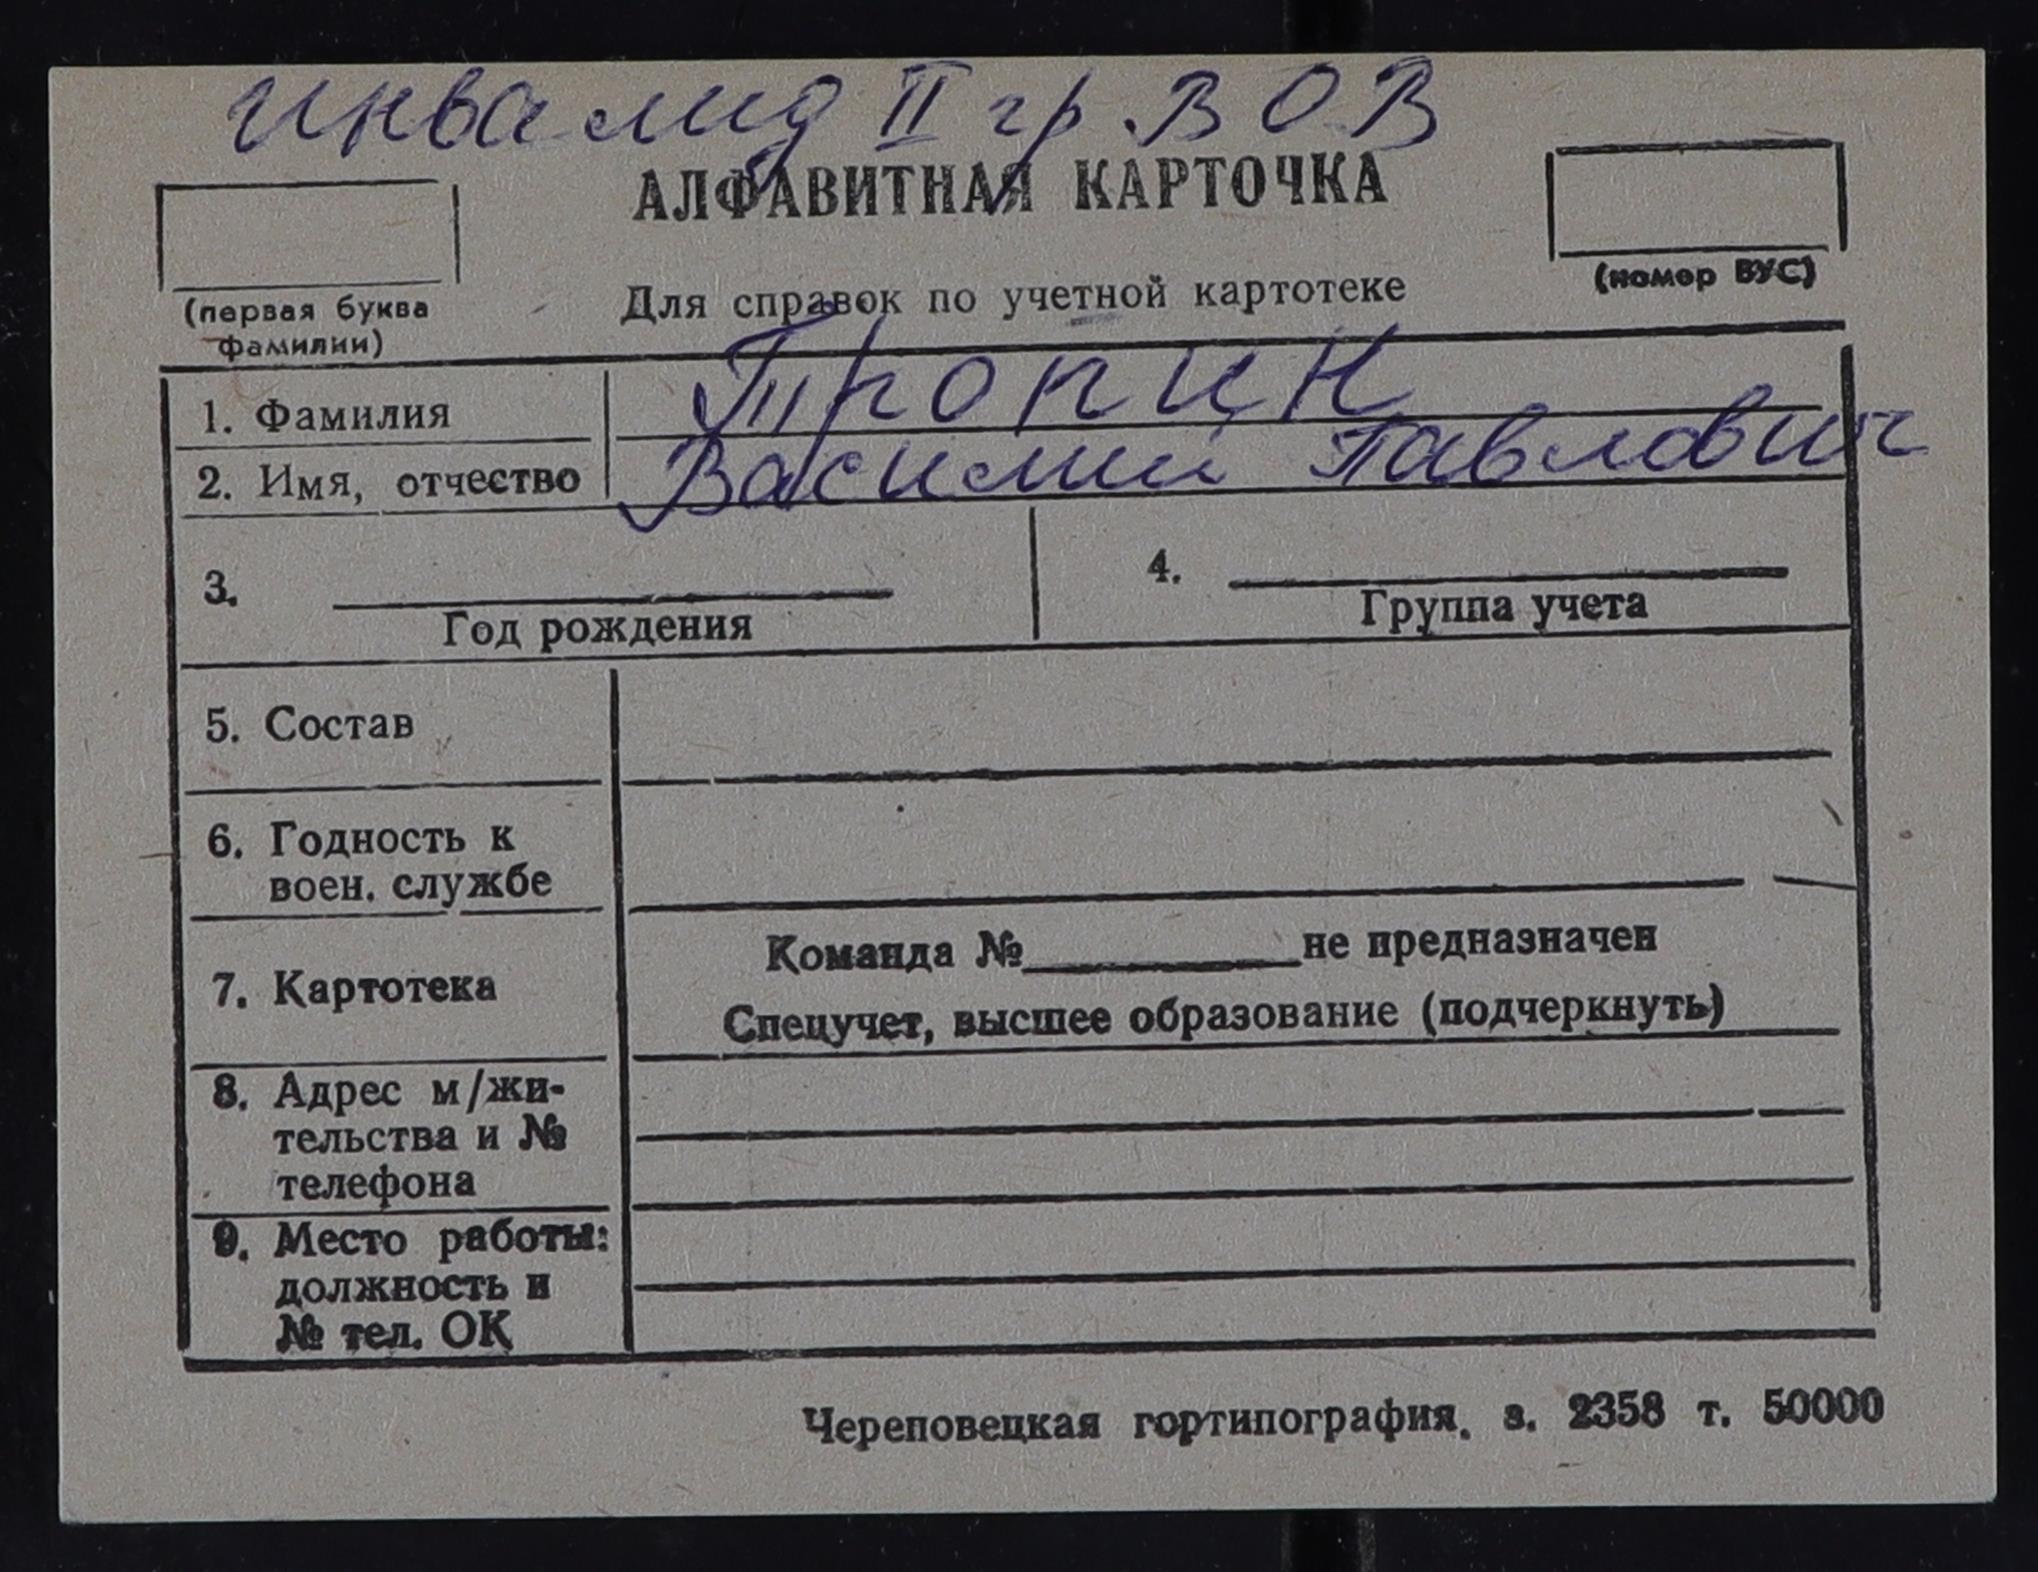 Инвалид II гр. ВОВ
АЛФАВИТНАЯ КАРТОЧКА
(первая буква
фамилии)
Для справок по учетной картотеке
(номер ВУС)
1. Фамилия Тропин
2. Имя, отчество Василий Павлович
3. Год рождения
4. Группа учета
5. Состав
6. Годность к
воен. службе
7. Картотека
Команда № не предназначен
Спецучет, высшее образование (подчеркнуть)
8. Адрес м/жи-
тельства и №
телефона
9. Место работы:
должность и
№ тел. ОК
Череповецкая гортипография. з. 2358 т. 50000